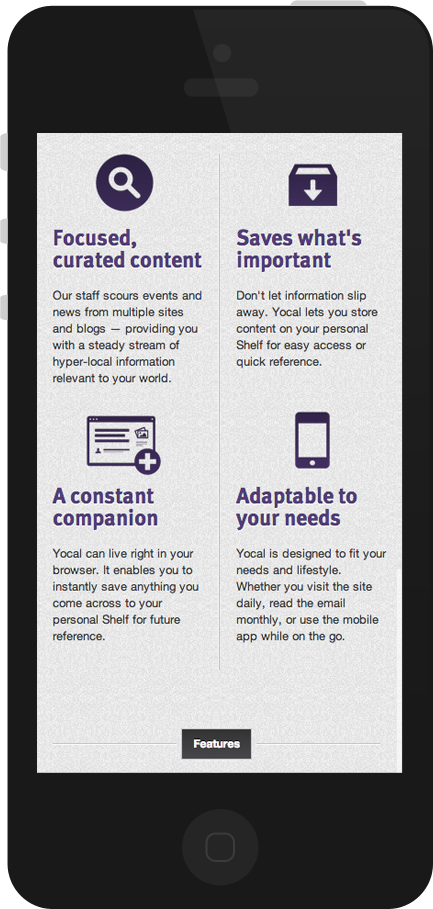 Focused,
curated content
Our staff scours events and
news from multiple sites
and blogs — providing you
with a steady stream of
hyper-local information
relevant to your world.
Saves what's
important
Don't let information slip
away. Yocal lets you store
content on your personal
Shelf for easy access or
quick reference.
A constant
companion
Yocal can live right in your
browser. It enables you to
instantly save anything you
come across to your
personal Shelf for future
reference.
Adaptable to
your needs
Yocal is designed to fit your
needs and lifestyle.
Whether you visit the site
daily, read the email
monthly, or use the mobile
app while on the go.
Features